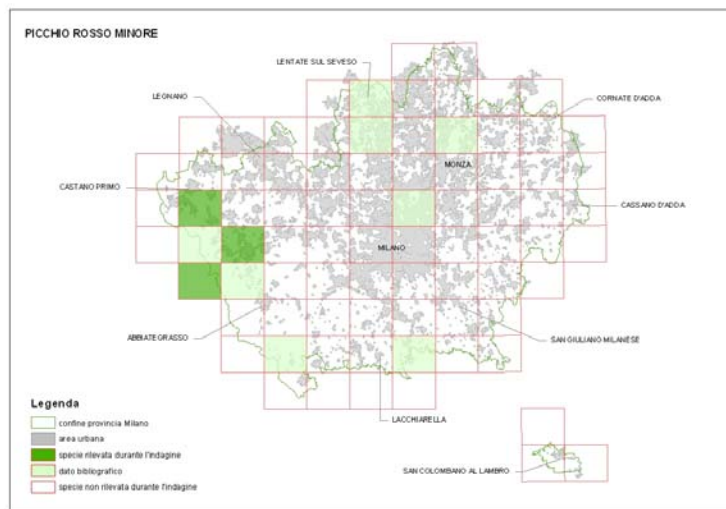 PICCHIO ROSSO MINORE
LENTATE SUL SEVESO
LEGNANO
CORNATE D'ADDA
MONZA
CASTANO PRIMO
CASSANO D'ADDA
MILANO
ABBIATEGRASSO
SAN GIULIANO MILANESE
LACCHIARELLA
SAN COLOMBANO AL LAMBRO
Legenda
confine provincia Milano
area urbana
specie rilevata durante l'indagine
dato bibliografico
specie non rilevata durante l'indagine